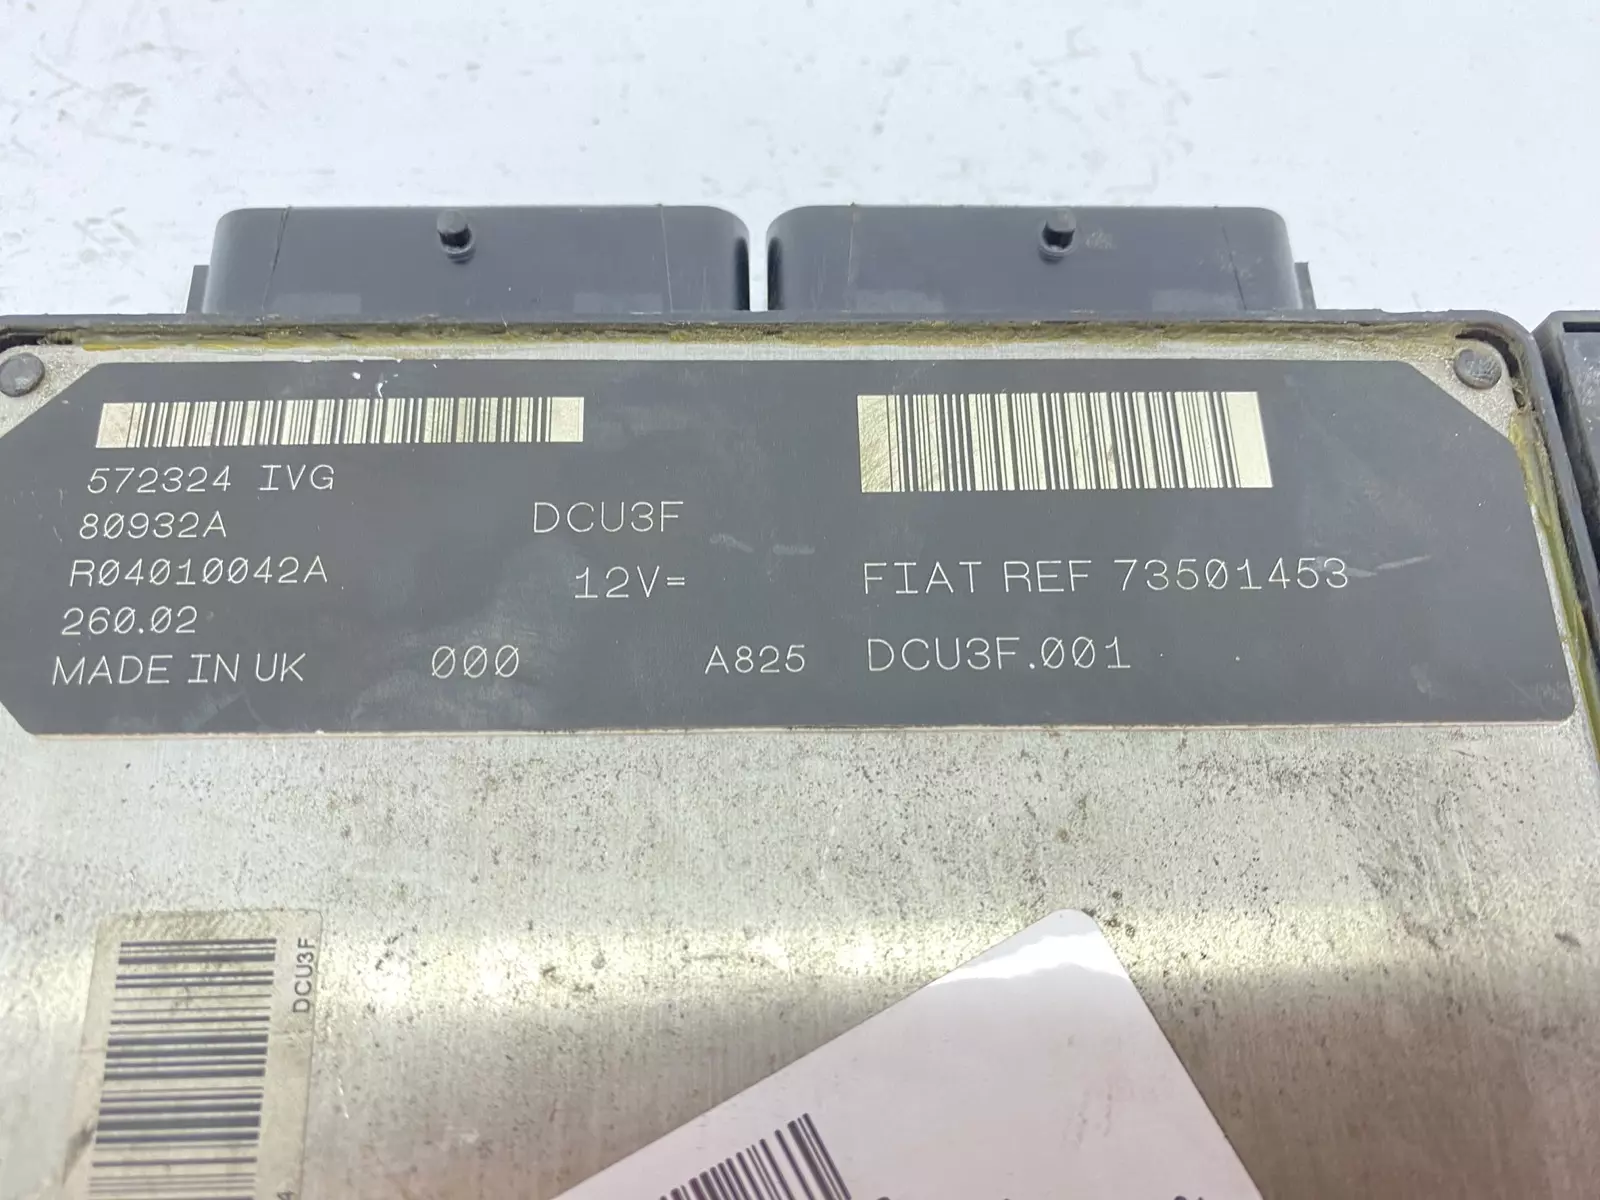 572324 IVG
80932A
R04010042A
260.02
MADE IN UK
000
DCU3F
12V=
A825
FIAT REF 73501453
DCU3F.001
DCU3F